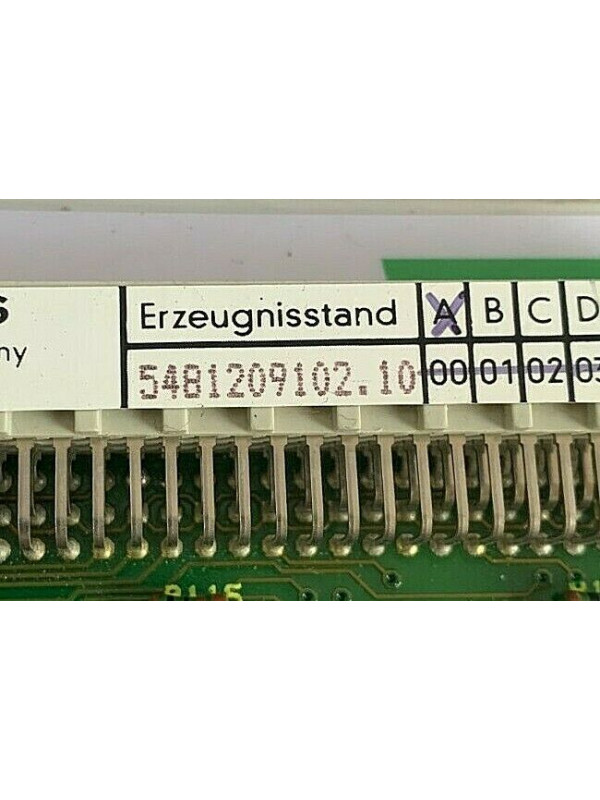 S Erzeugnisstand A B C D
ny 5481209102.10 00 01 02 03